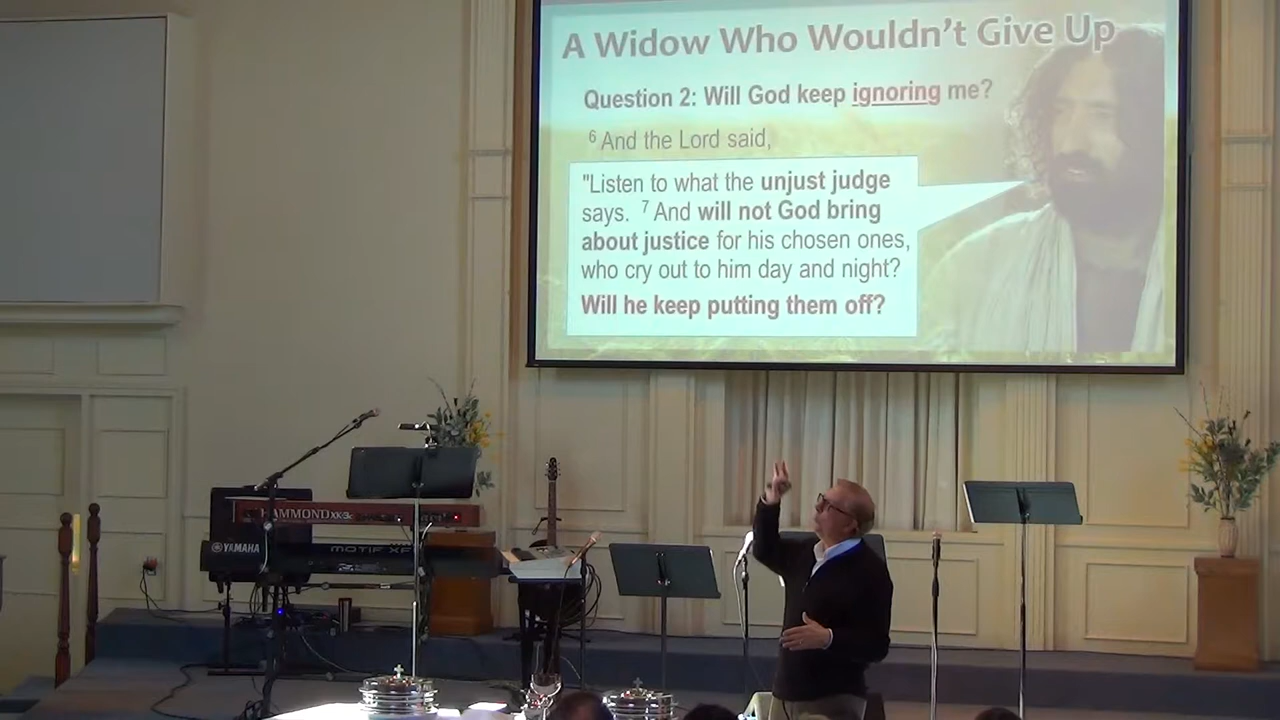 A Widow Who Wouldn't Give Up
Question 2: Will God keep ignoring me?
6 And the Lord said,
"Listen to what the unjust judge
says. 7 And will not God bring
about justice for his chosen ones,
who cry out to him day and night?
Will he keep putting them off?
HAMMOND XK-3c
YAMAHA MOTIF XF